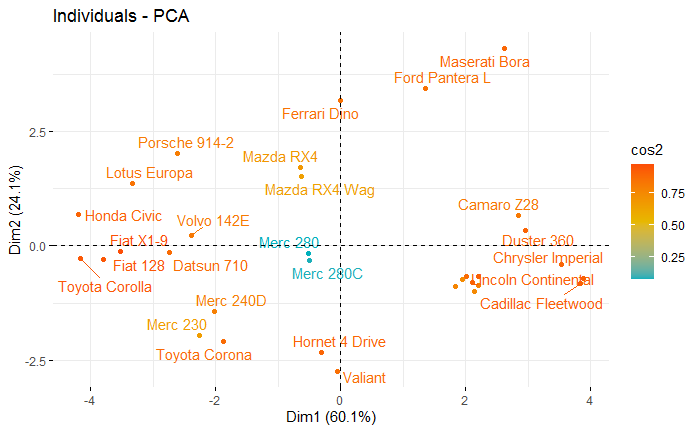 Individuals - PCA
Maserati Bora
Ford Pantera L
Ferrari Dino
2.5
Porsche 914-2
Mazda RX4
cos2
Lotus Europa
Mazda RX4 Wag
0.75
Camaro Z28
Honda Civic
Volvo 142E
0.50
Dim2 (24.1%)
Fiat X1-9
Merc 280
Duster 360
0.0
0.25
Chrysler Imperial
Fiat 128
Datsun 710
Merc 280C
Lincoln Continental
Toyota Corolla
Merc 240D
Cadillac Fleetwood
Merc 230
Hornet 4 Drive
Toyota Corona
-2.5
Valiant
-4
-2
0
2
4
Dim1 (60.1%)